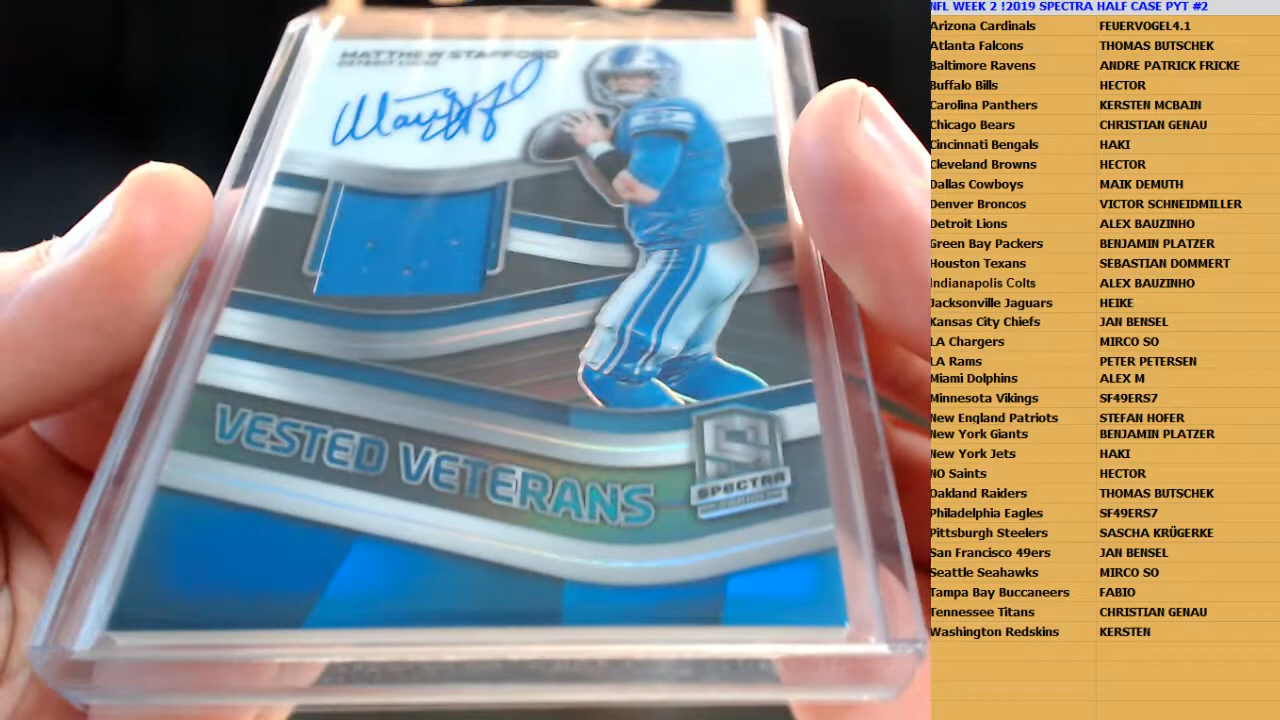 MATTHEW STAFFORD
DETROIT LIONS
VESTED VETERANS
SPECTRA
NFL WEEK 2 !2019 SPECTRA HALF CASE PYT #2
Arizona Cardinals FEUERVOGEL4.1
Atlanta Falcons THOMAS BUTSCHEK
Baltimore Ravens ANDRE PATRICK FRICKE
Buffalo Bills HECTOR
Carolina Panthers KERSTEN MCBAIN
Chicago Bears CHRISTIAN GENAU
Cincinnati Bengals HAKI
Cleveland Browns HECTOR
Dallas Cowboys MAIK DEMUTH
Denver Broncos VICTOR SCHNEIDMILLER
Detroit Lions ALEX BAUZINHO
Green Bay Packers BENJAMIN PLATZER
Houston Texans SEBASTIAN DOMMERT
Indianapolis Colts ALEX BAUZINHO
Jacksonville Jaguars HEIKE
Kansas City Chiefs JAN BENSEL
LA Chargers MIRCO SO
LA Rams PETER PETERSEN
Miami Dolphins ALEX M
Minnesota Vikings SF49ERS7
New England Patriots STEFAN HOFER
New York Giants BENJAMIN PLATZER
New York Jets HAKI
NO Saints HECTOR
Oakland Raiders THOMAS BUTSCHEK
Philadelphia Eagles SF49ERS7
Pittsburgh Steelers SASCHA KRÜGERKE
San Francisco 49ers JAN BENSEL
Seattle Seahawks MIRCO SO
Tampa Bay Buccaneers FABIO
Tennessee Titans CHRISTIAN GENAU
Washington Redskins KERSTEN